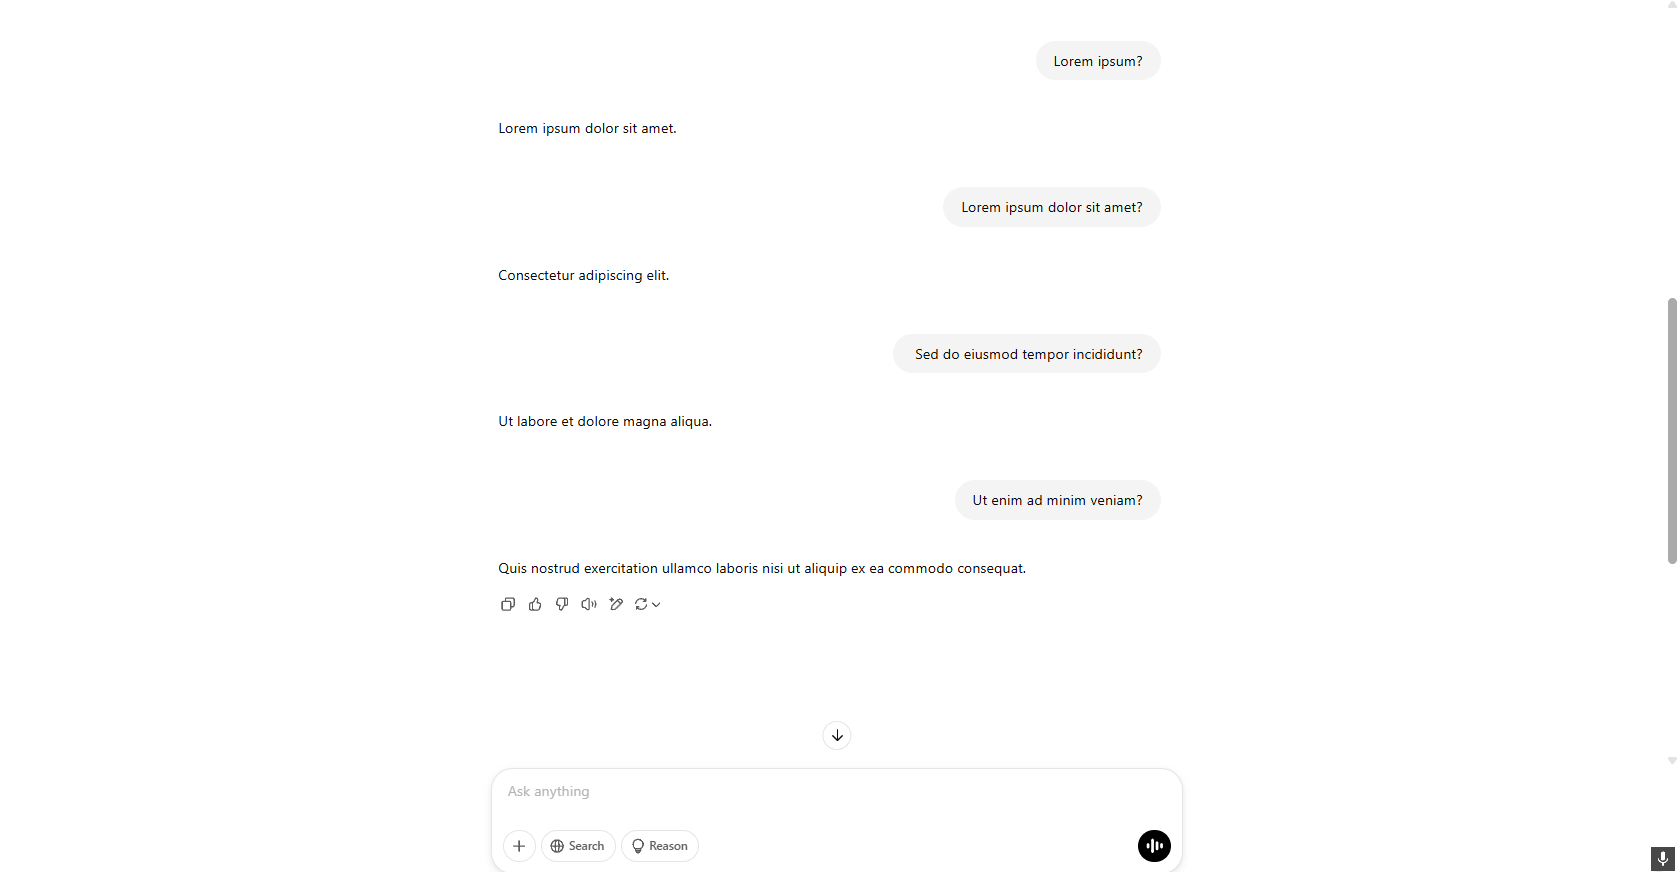 Lorem ipsum?
Lorem ipsum dolor sit amet.
Lorem ipsum dolor sit amet?
Consectetur adipiscing elit.
Sed do eiusmod tempor incididunt?
Ut labore et dolore magna aliqua.
Ut enim ad minim veniam?
Quis nostrud exercitation ullamco laboris nisi ut aliquip ex ea commodo consequat.
Ask anything
Search Reason